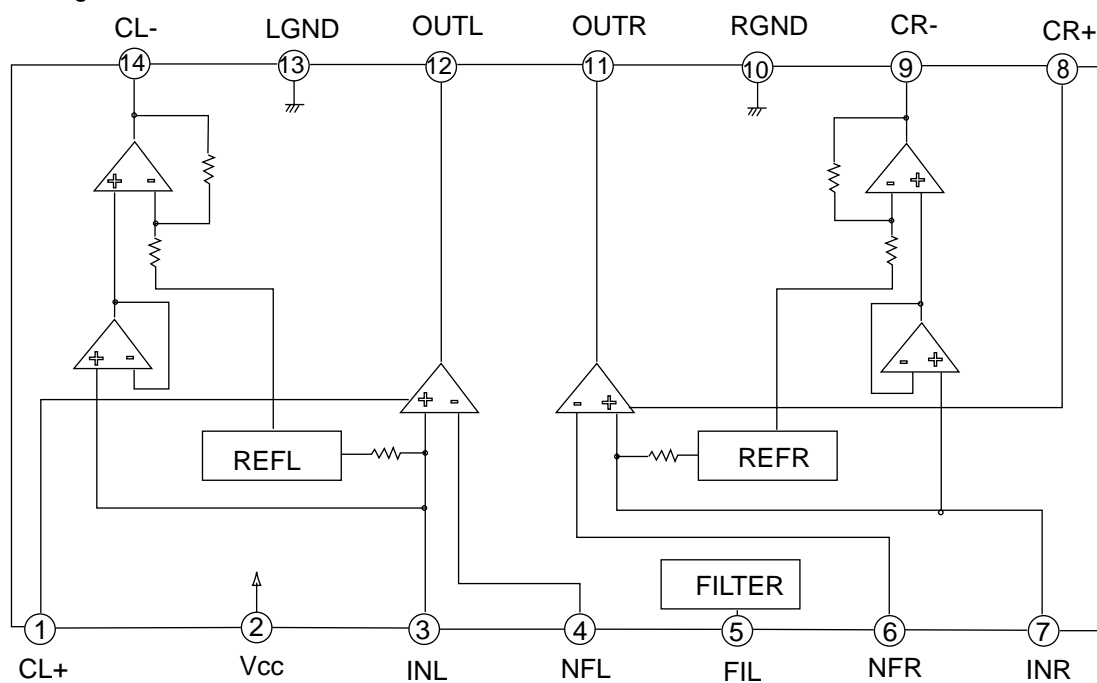 CL- LGND OUTL OUTR RGND CR- CR+
14 13 12 11 10 9 8
+ - - +
+ - - +
+ - - +
REFL REFR
FILTER
1 2 3 4 5 6 7
CL+ Vcc INL NFL FIL NFR INR